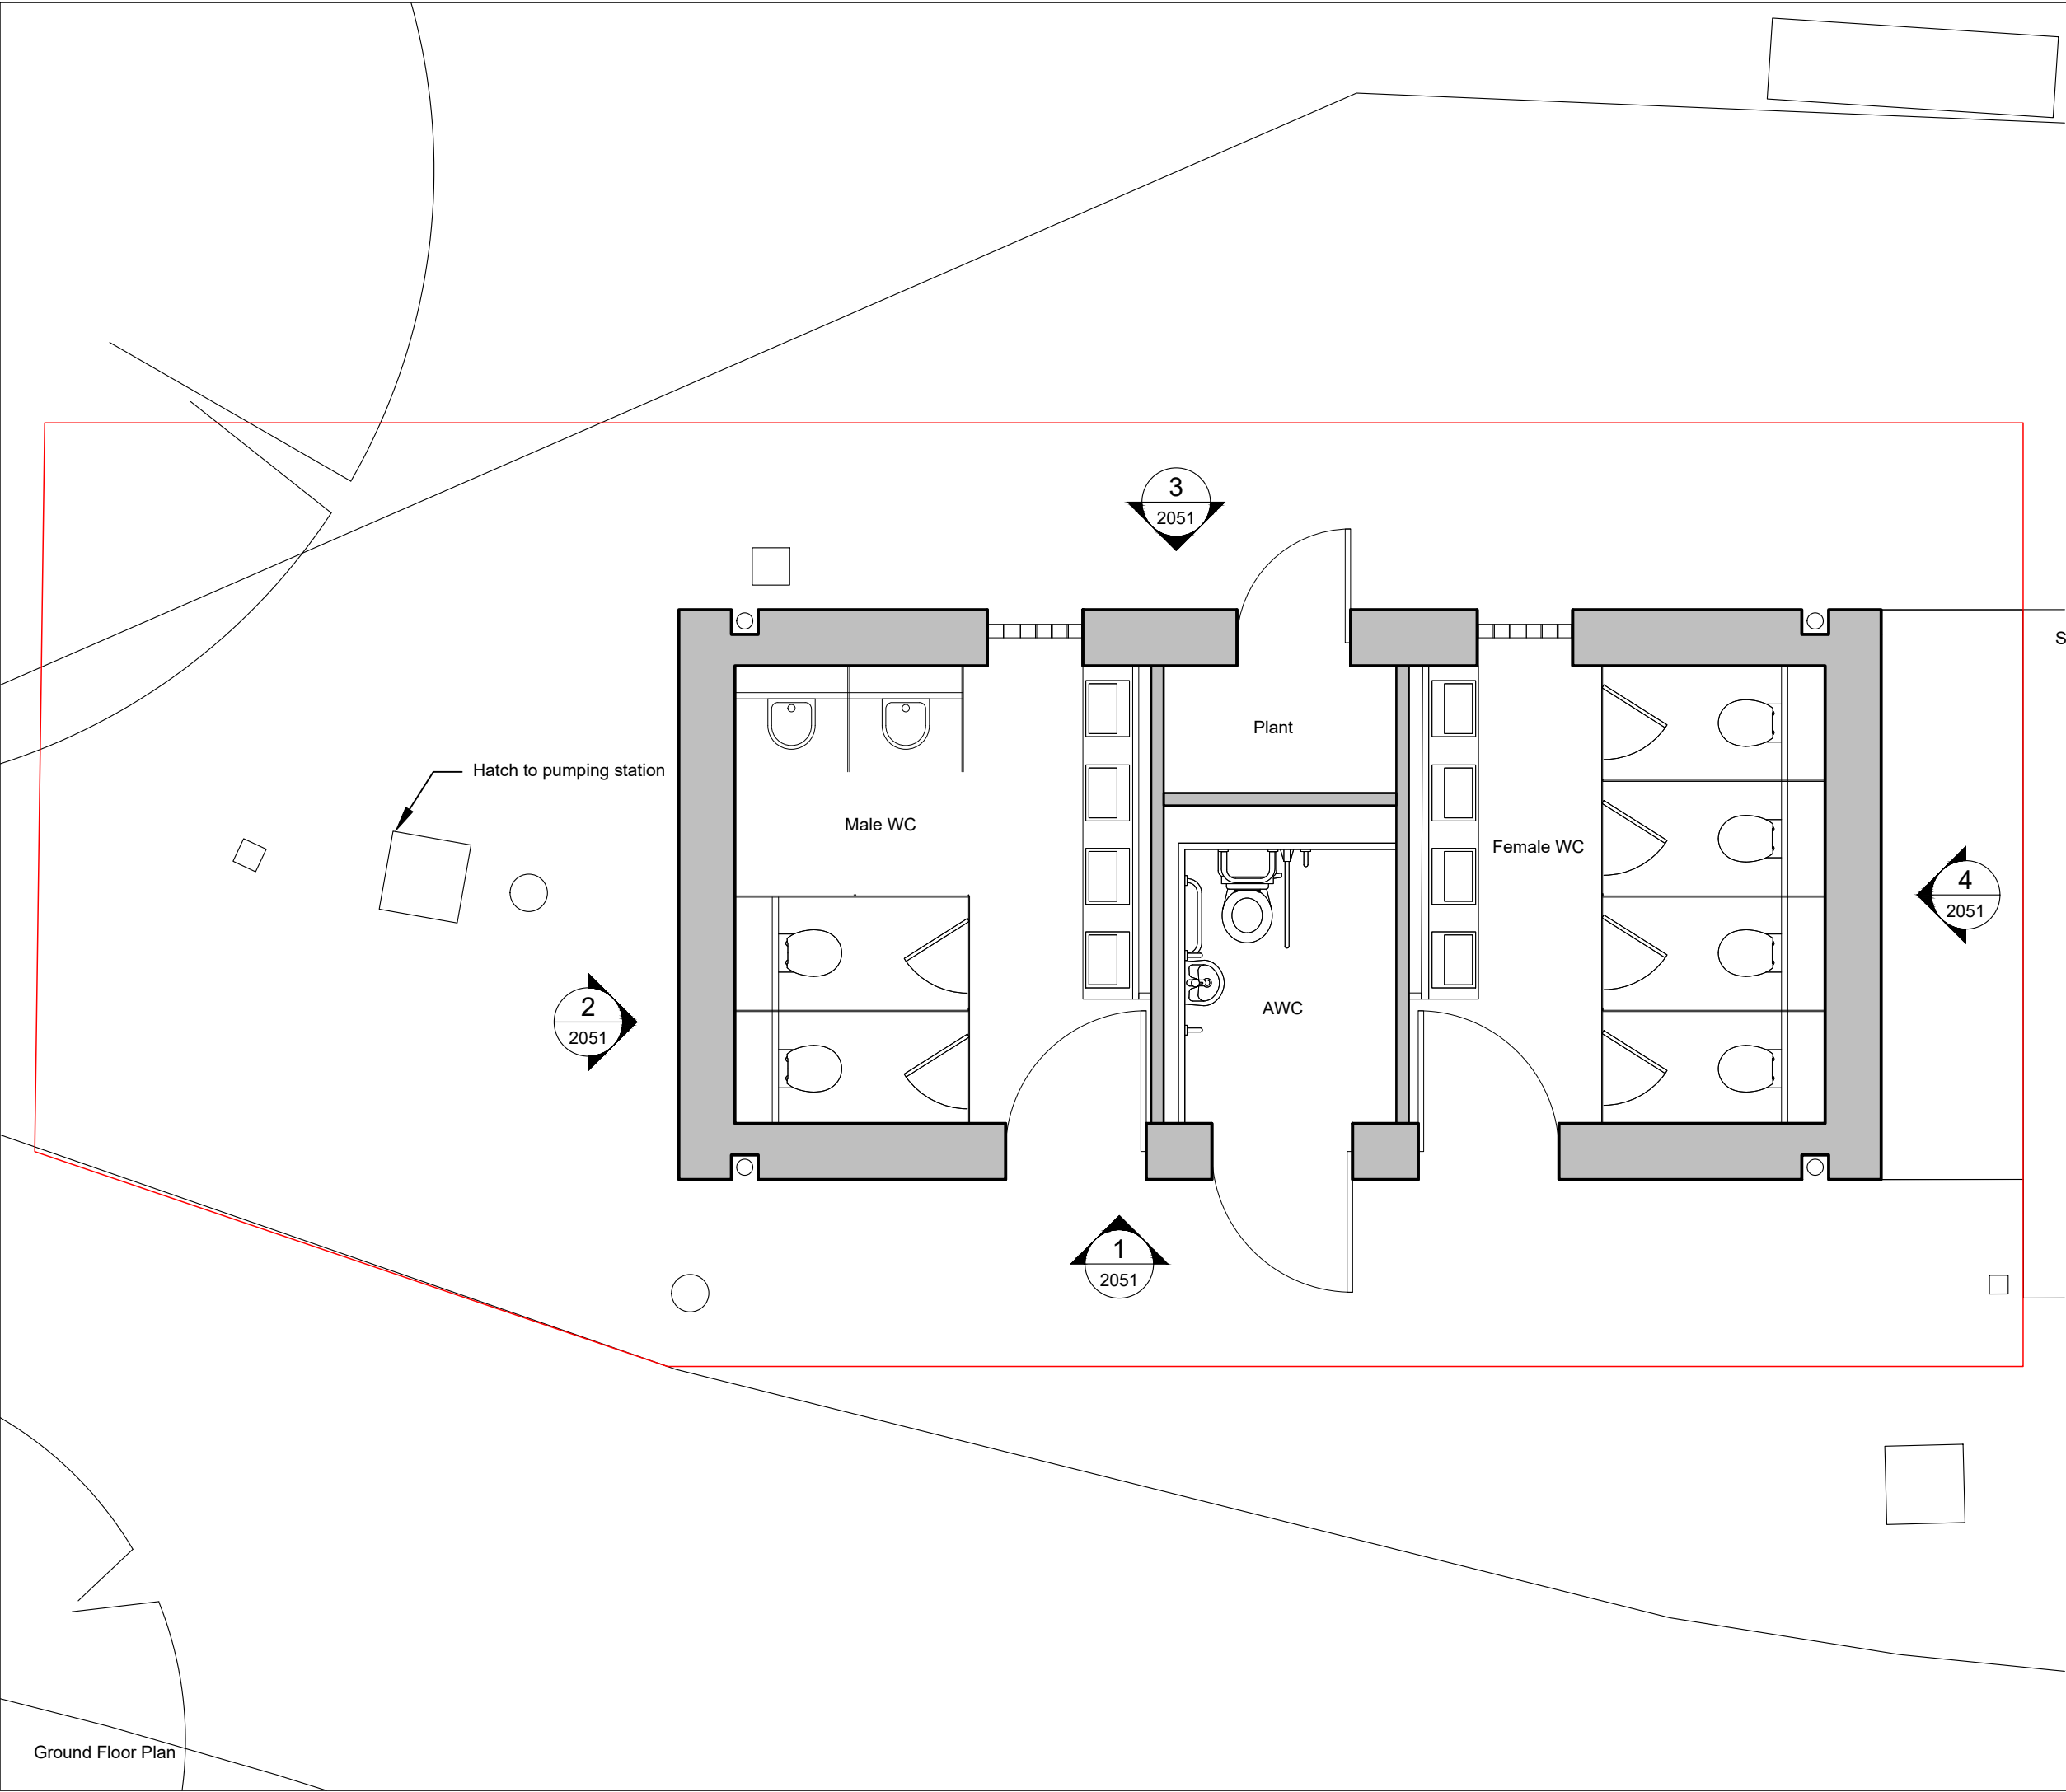 3
2051
S
Plant
Hatch to pumping station
Male WC
Female WC
4
2051
2
2051
AWC
1
2051
Ground Floor Plan